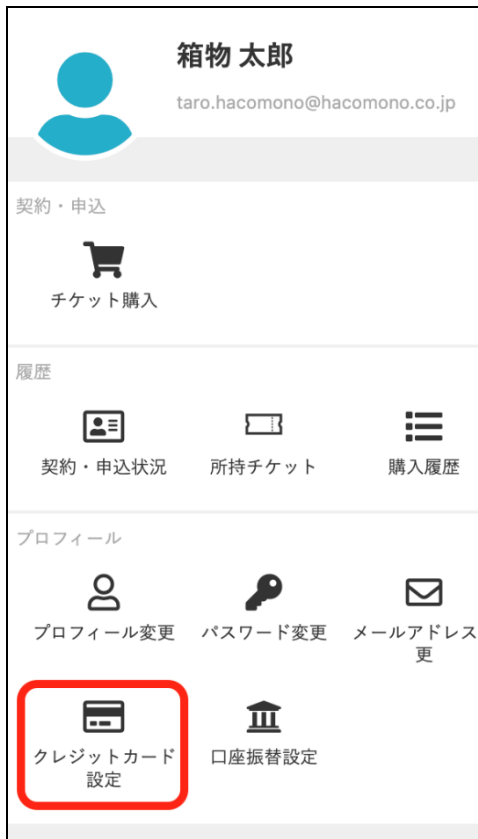 箱物 太郎
taro.hacomono@hacomono.co.jp
契約・申込
チケット購入
履歴
契約・申込状況
所持チケット
購入履歴
プロフィール
プロフィール変更
パスワード変更
メールアドレス
更
クレジットカード
設定
口座振替設定